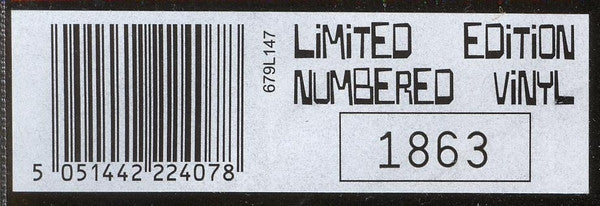 5 051442 224078
679L147
LiMiTED EDiTiON
NUMBERED ViNYL
1863